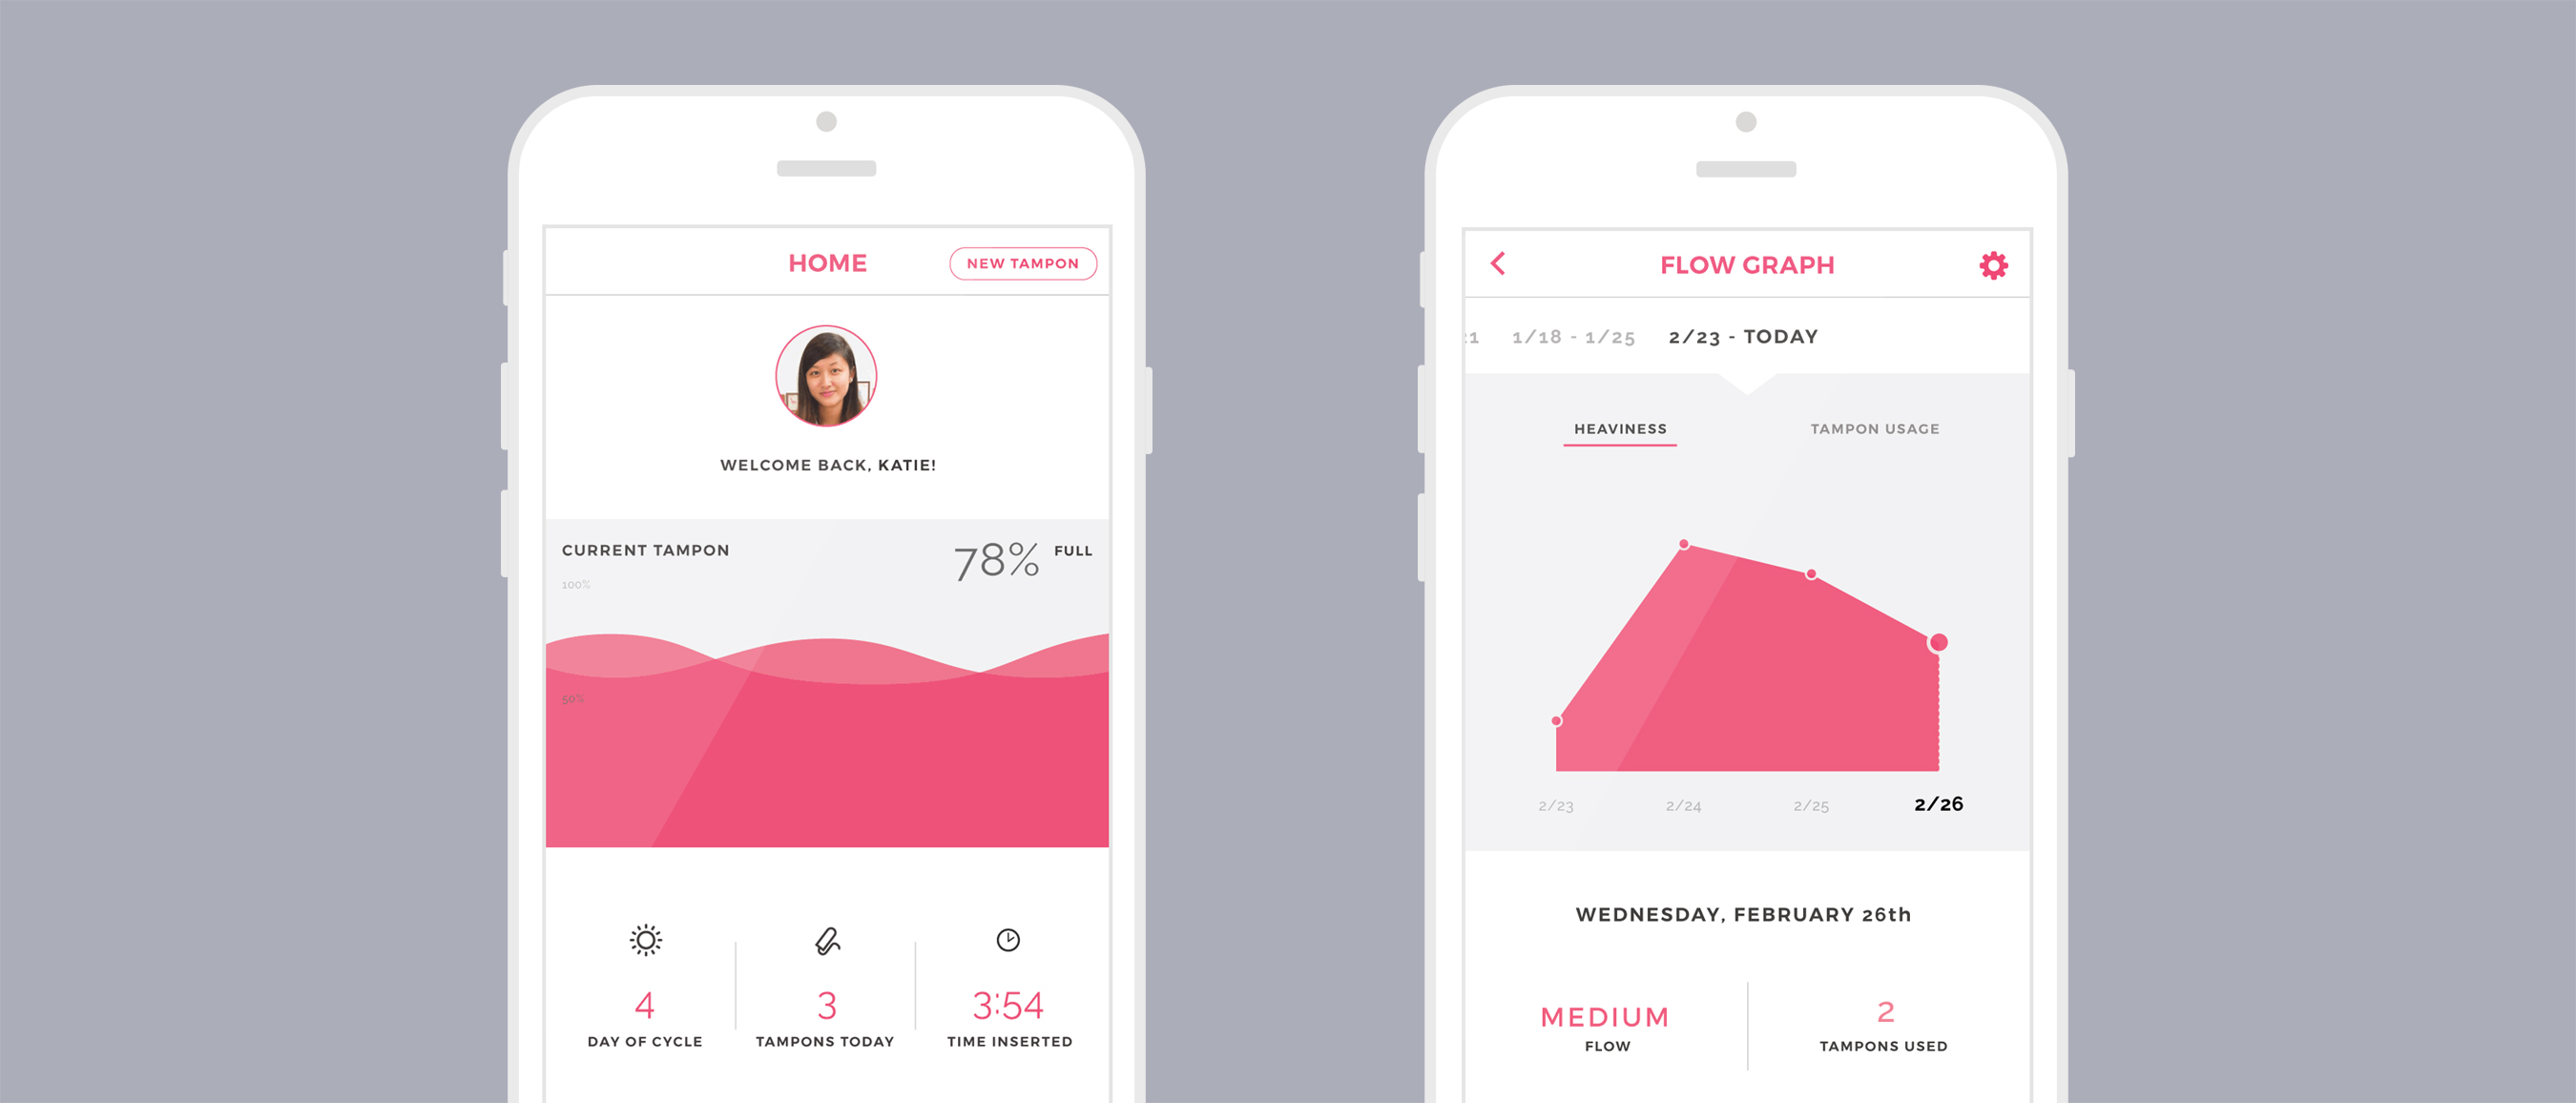 HOME
NEW TAMPON
WELCOME BACK, KATIE!
CURRENT TAMPON
78% FULL
100%
50%
4
DAY OF CYCLE
3
TAMPONS TODAY
3:54
TIME INSERTED
FLOW GRAPH
1/18 - 1/25
2/23 - TODAY
HEAVINESS
TAMPON USAGE
2/23
2/24
2/25
2/26
WEDNESDAY, FEBRUARY 26th
MEDIUM
FLOW
2
TAMPONS USED